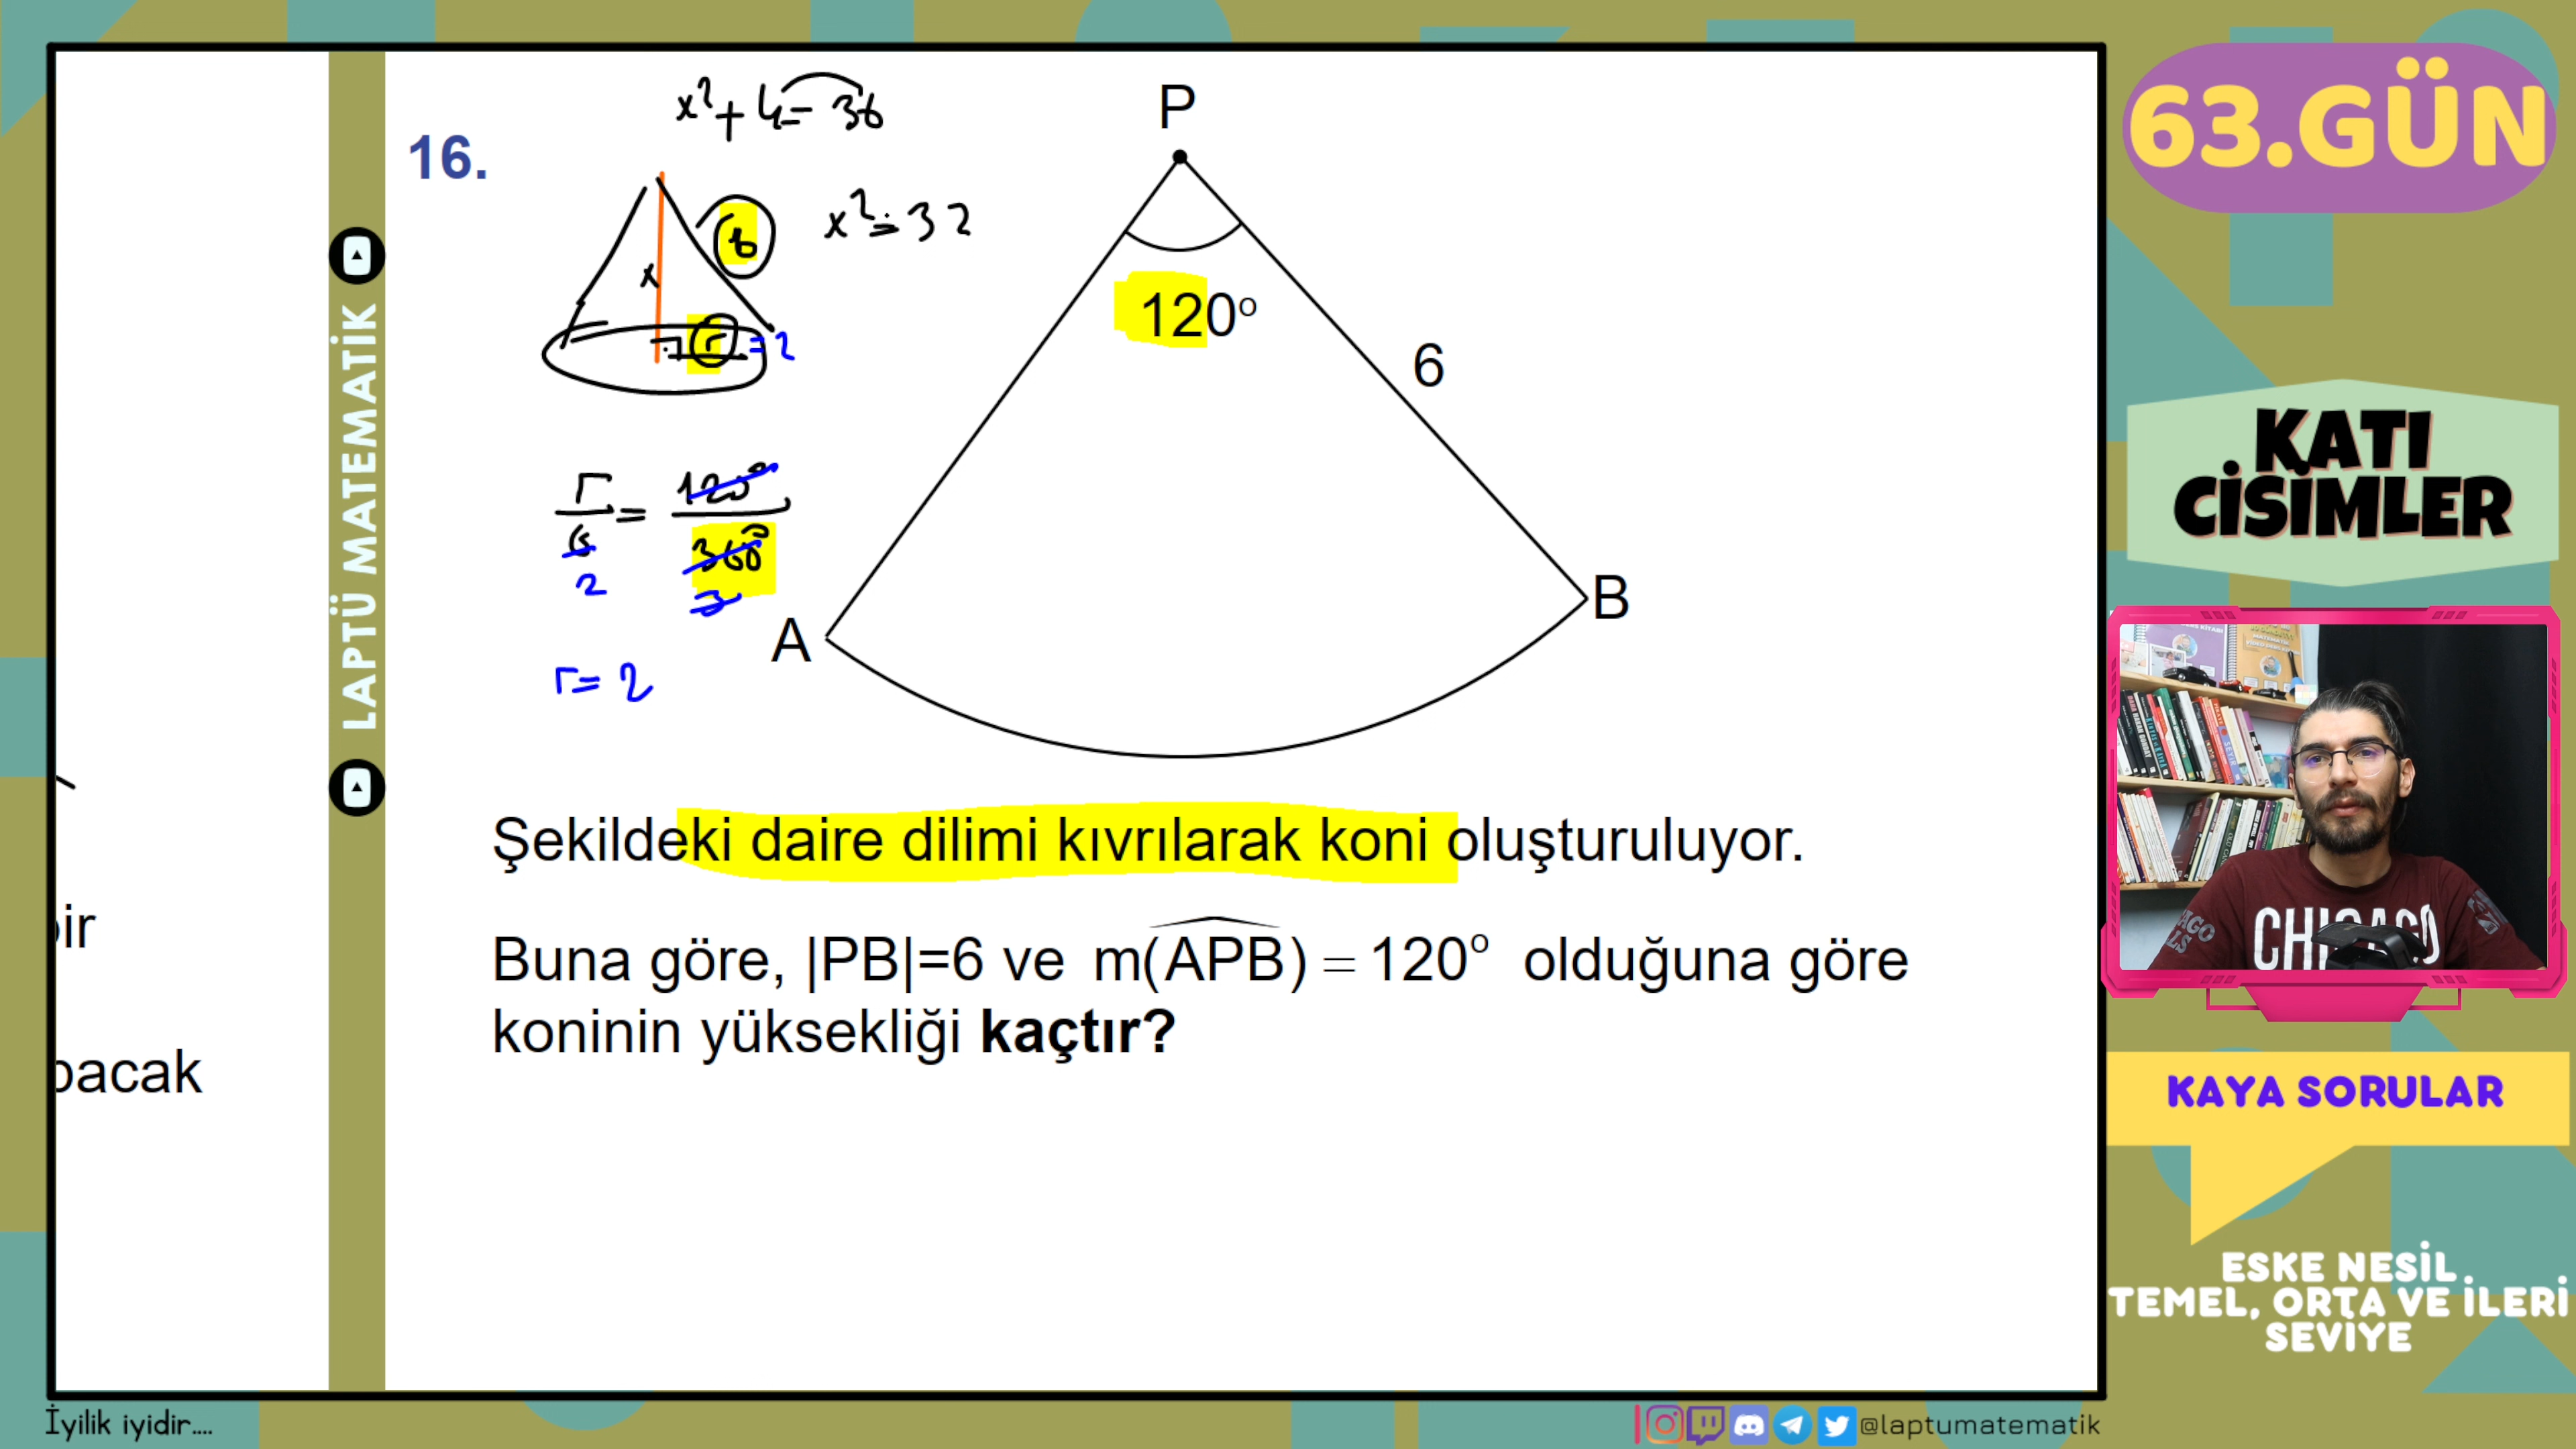 63.GÜN
16.
x²+4=36
x²=32
6
x
r
=2
P
120°
6
A
B
r/6 = 120°/360°
2
3
r=2
Şekildeki daire dilimi kıvrılarak koni oluşturuluyor.
Buna göre, |PB|=6 ve m(APB) = 120° olduğuna göre
koninin yüksekliği kaçtır?
ir
bacak
LAPTÜ MATEMATİK
KATI
CİSİMLER
CHICAGO
KAYA SORULAR
ESKE NESİL
TEMEL, ORTA VE İLERİ
SEVİYE
İyilik iyidir....
@laptumatematik